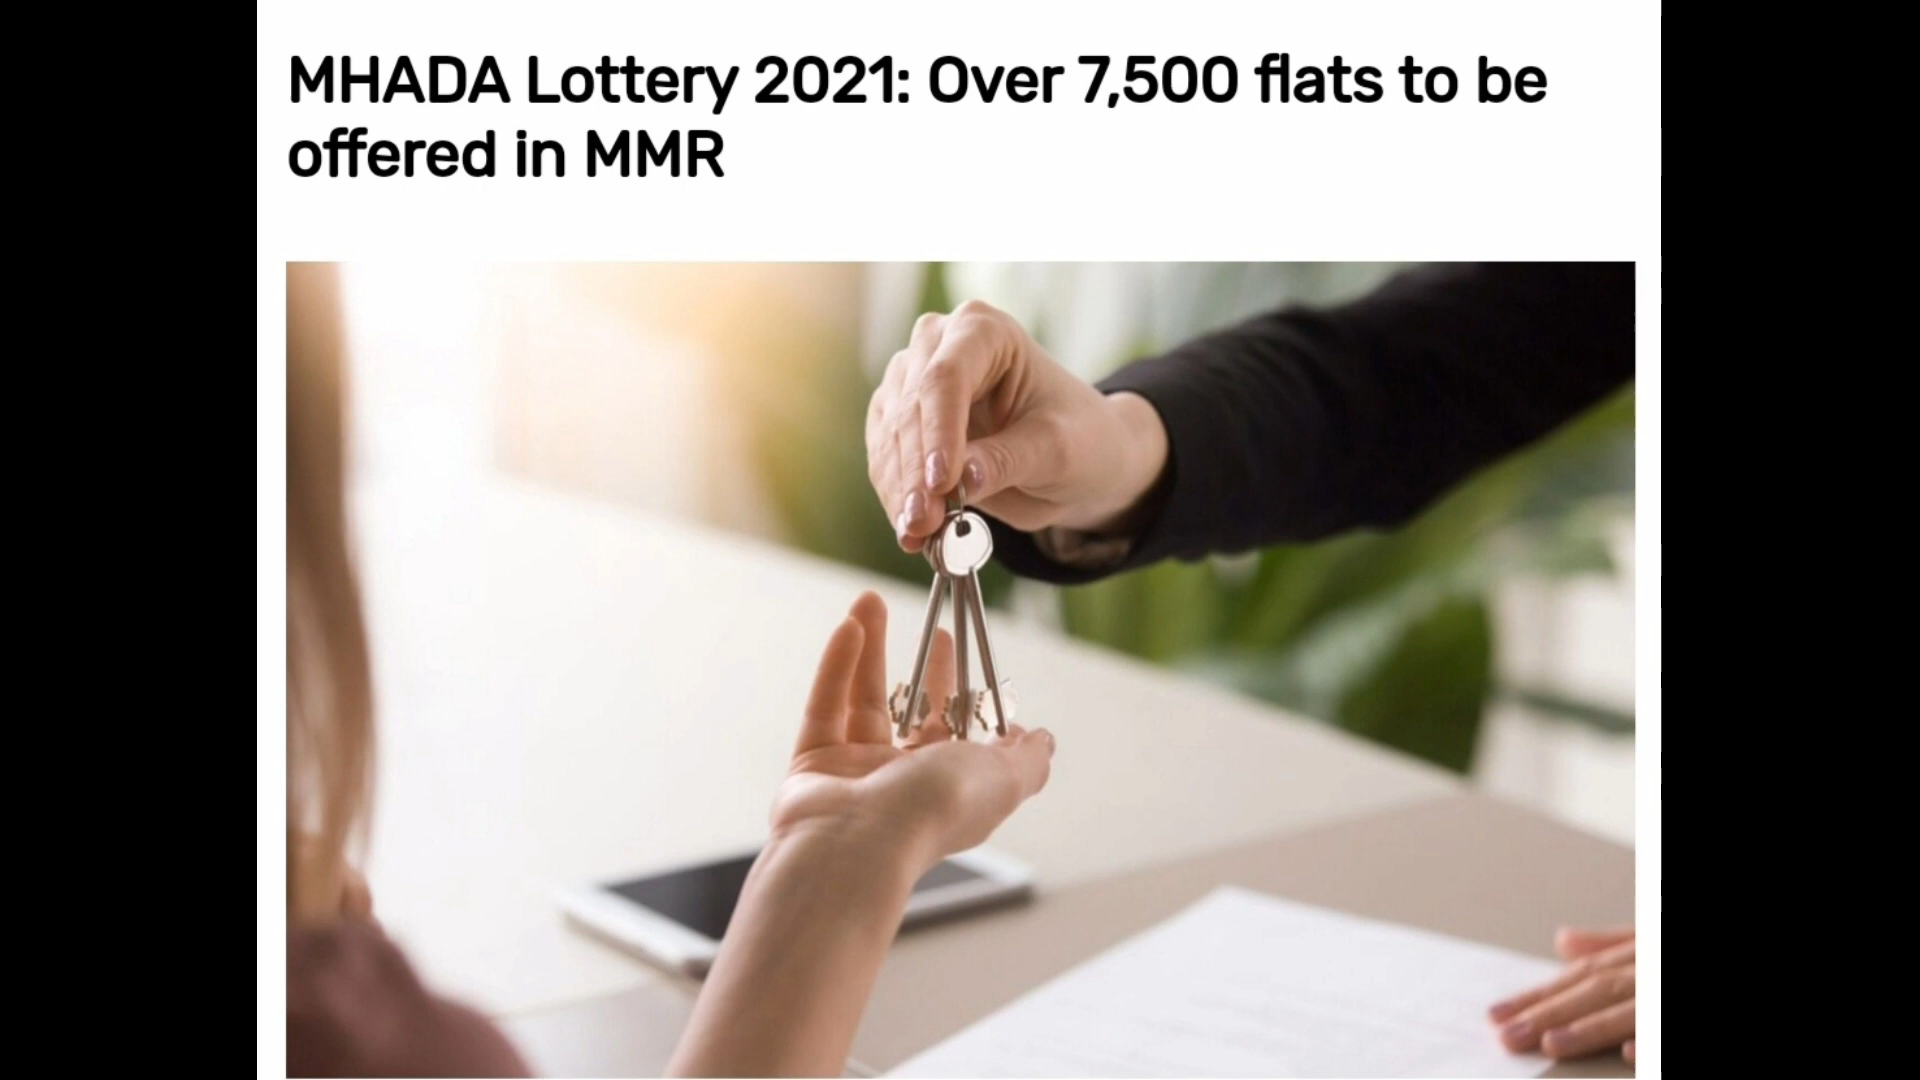 MHADA Lottery 2021: Over 7,500 flats to be
offered in MMR